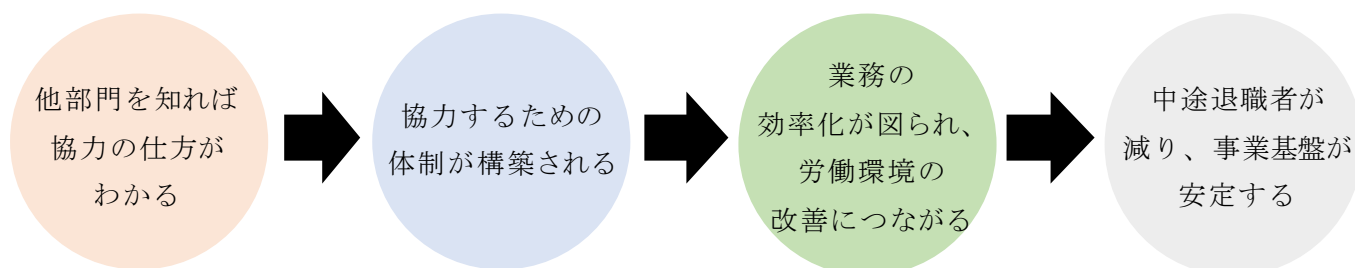 他部門を知れば
協力の仕方が
わかる
協力するための
体制が構築される
業務の
効率化が図られ、
労働環境の
改善につながる
中途退職者が
減り、事業基盤が
安定する